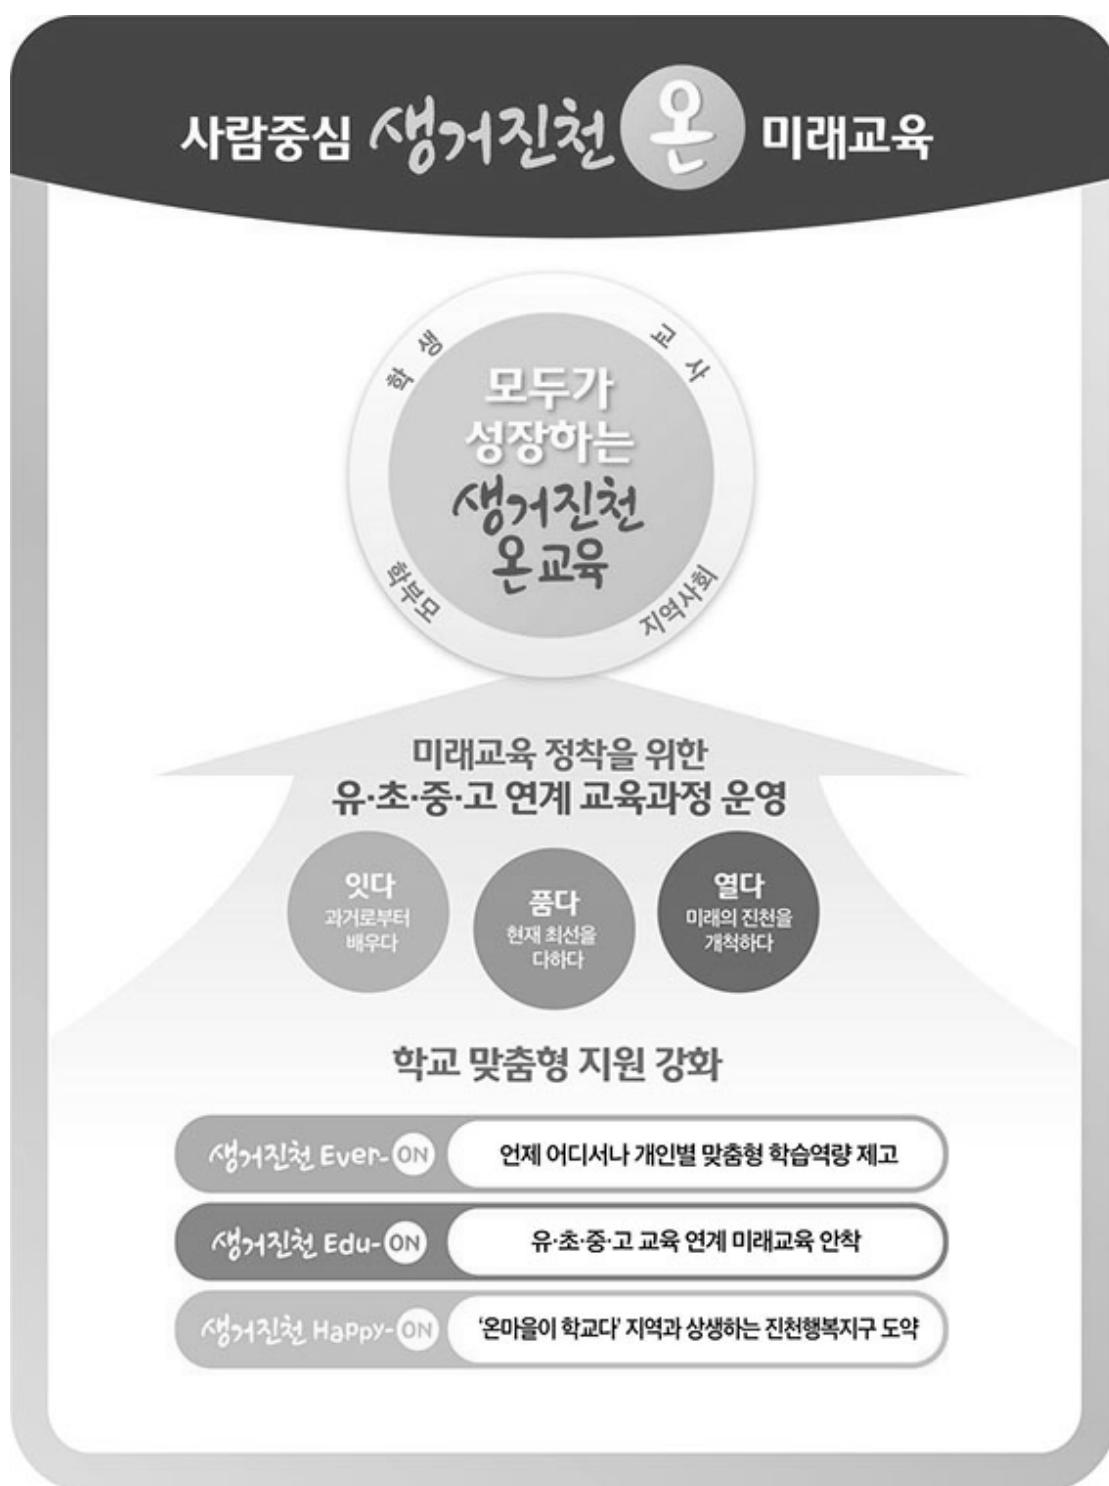 사람중심 생거진천 온 미래교육
학생
교사
모두가
성장하는
생거진천
온 교육
학부모
지역사회
미래교육 정착을 위한
유·초·중·고 연계 교육과정 운영
잇다
과거로부터
배우다
품다
현재 최선을
다하다
열다
미래의 진천을
개척하다
학교 맞춤형 지원 강화
생거진천 Ever-ON 언제 어디서나 개인별 맞춤형 학습역량 제고
생거진천 Edu-ON 유·초·중·고 교육 연계 미래교육 안착
생거진천 Happy-ON '온마을이 학교다' 지역과 상생하는 진천행복지구 도약